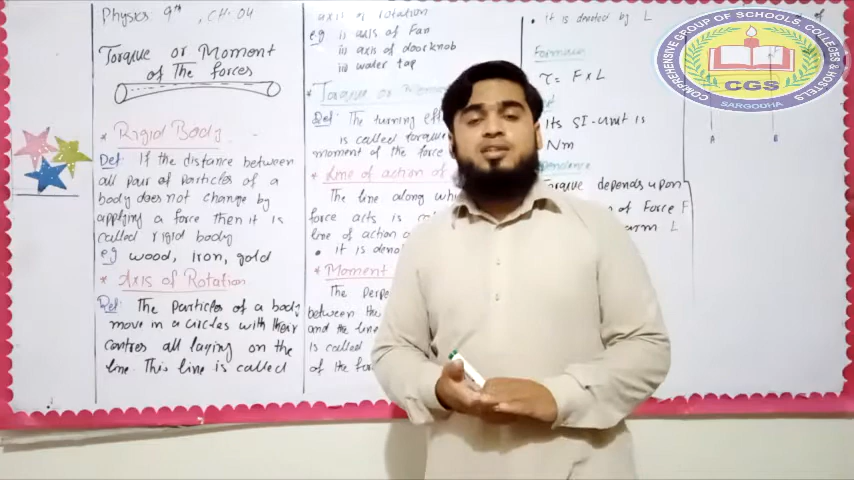 Physics 9th, CH:04
Torque or Moment
of The forces
* Rigid Body
Def: If the distance between
all pair of particles of a
body does not change by
applying a force then it is
called rigid body
eg wood, iron, gold
* Axis of Rotation
Def: The particles of a body
move in a circles with their
centres all laying on the
line. This line is called
axis of rotation
eg i) axis of Fan
ii) axis of doorknob
iii) water tap
* Torque or
Def: The turning
is called torque
moment of the force
* Line of action of
The line along
force acts is
line of action
• it is
* Moment
The
between the
and the line
is called
of the
• it is denoted by L
Formula
τ = F x L
its SI-unit is
Nm
Torque depends upon
of Force F
arm L
A
B
COMPREHENSIVE GROUP OF SCHOOLS, COLLEGES & HOSTELS
CGS
SARGODHA